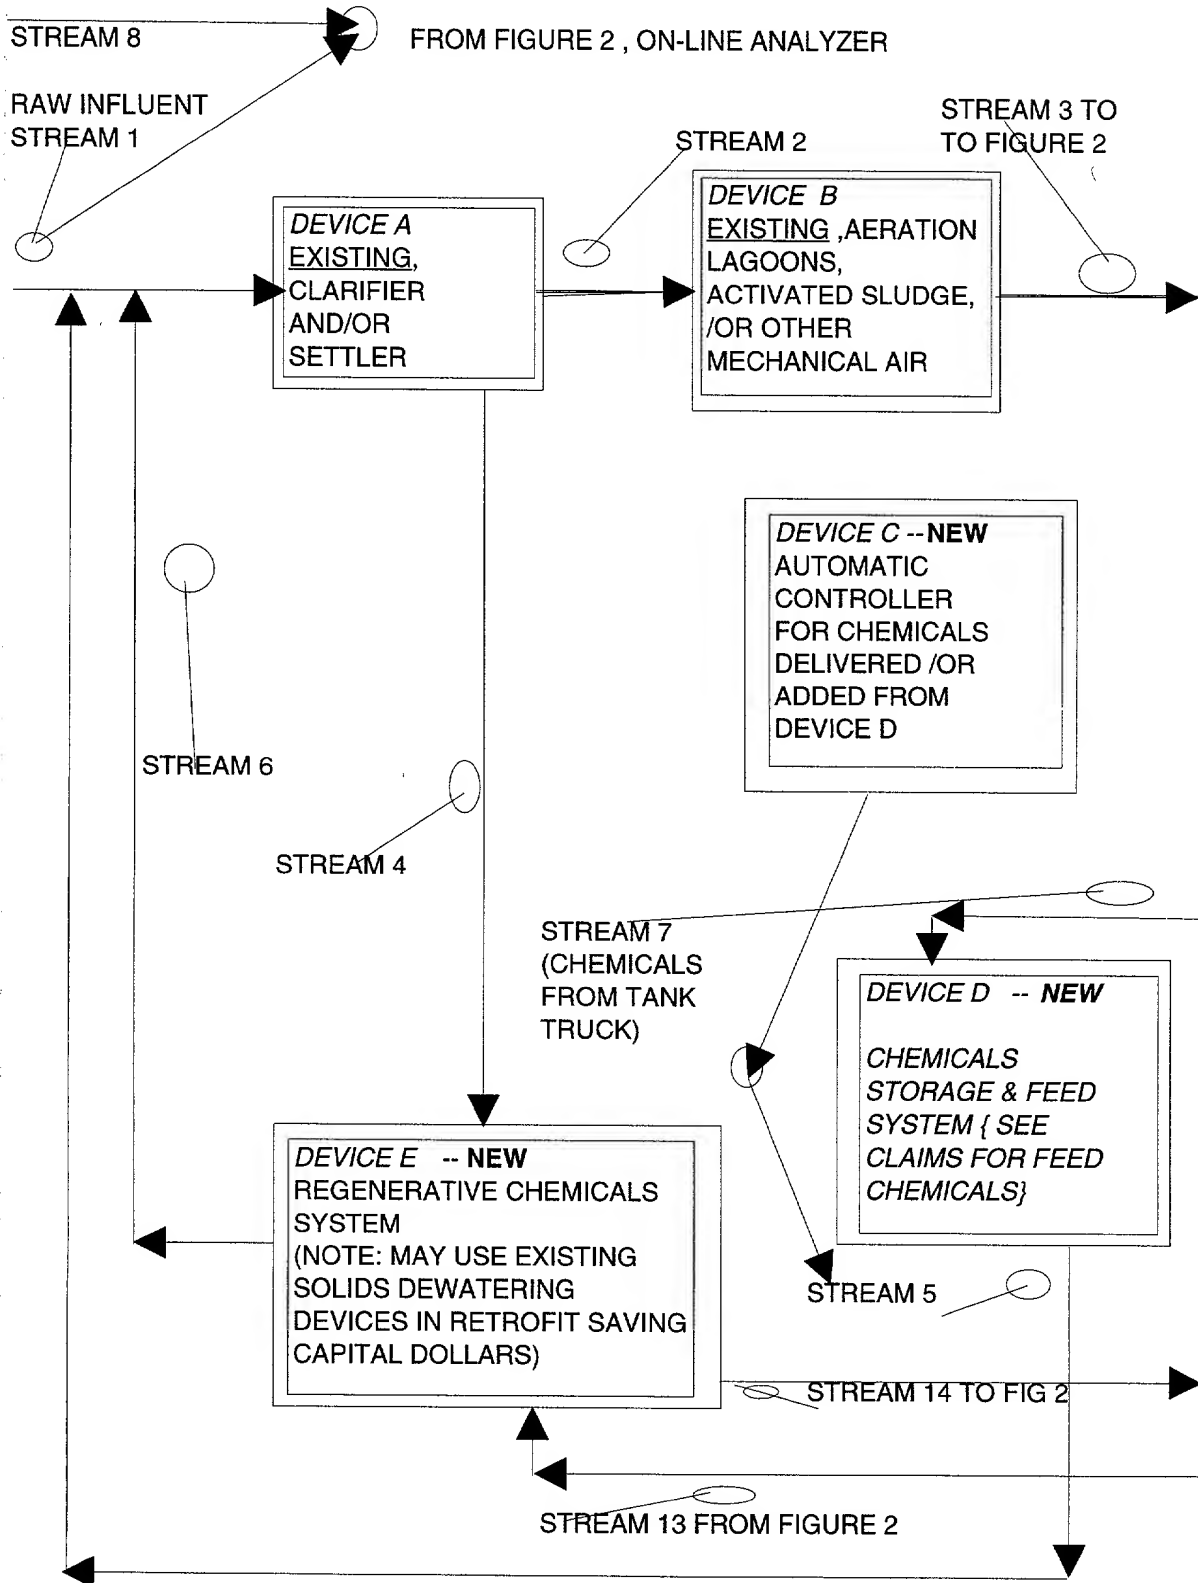 STREAM 8
FROM FIGURE 2 , ON-LINE ANALYZER
RAW INFLUENT
STREAM 1
STREAM 2
STREAM 3 TO
TO FIGURE 2
DEVICE A
EXISTING,
CLARIFIER
AND/OR
SETTLER
DEVICE B
EXISTING ,AERATION
LAGOONS,
ACTIVATED SLUDGE,
/OR OTHER
MECHANICAL AIR
DEVICE C --NEW
AUTOMATIC
CONTROLLER
FOR CHEMICALS
DELIVERED /OR
ADDED FROM
DEVICE D
STREAM 6
STREAM 4
STREAM 7
(CHEMICALS
FROM TANK
TRUCK)
DEVICE D -- NEW
CHEMICALS
STORAGE & FEED
SYSTEM { SEE
CLAIMS FOR FEED
CHEMICALS}
DEVICE E -- NEW
REGENERATIVE CHEMICALS
SYSTEM
(NOTE: MAY USE EXISTING
SOLIDS DEWATERING
DEVICES IN RETROFIT SAVING
CAPITAL DOLLARS)
STREAM 5
STREAM 14 TO FIG 2
STREAM 13 FROM FIGURE 2